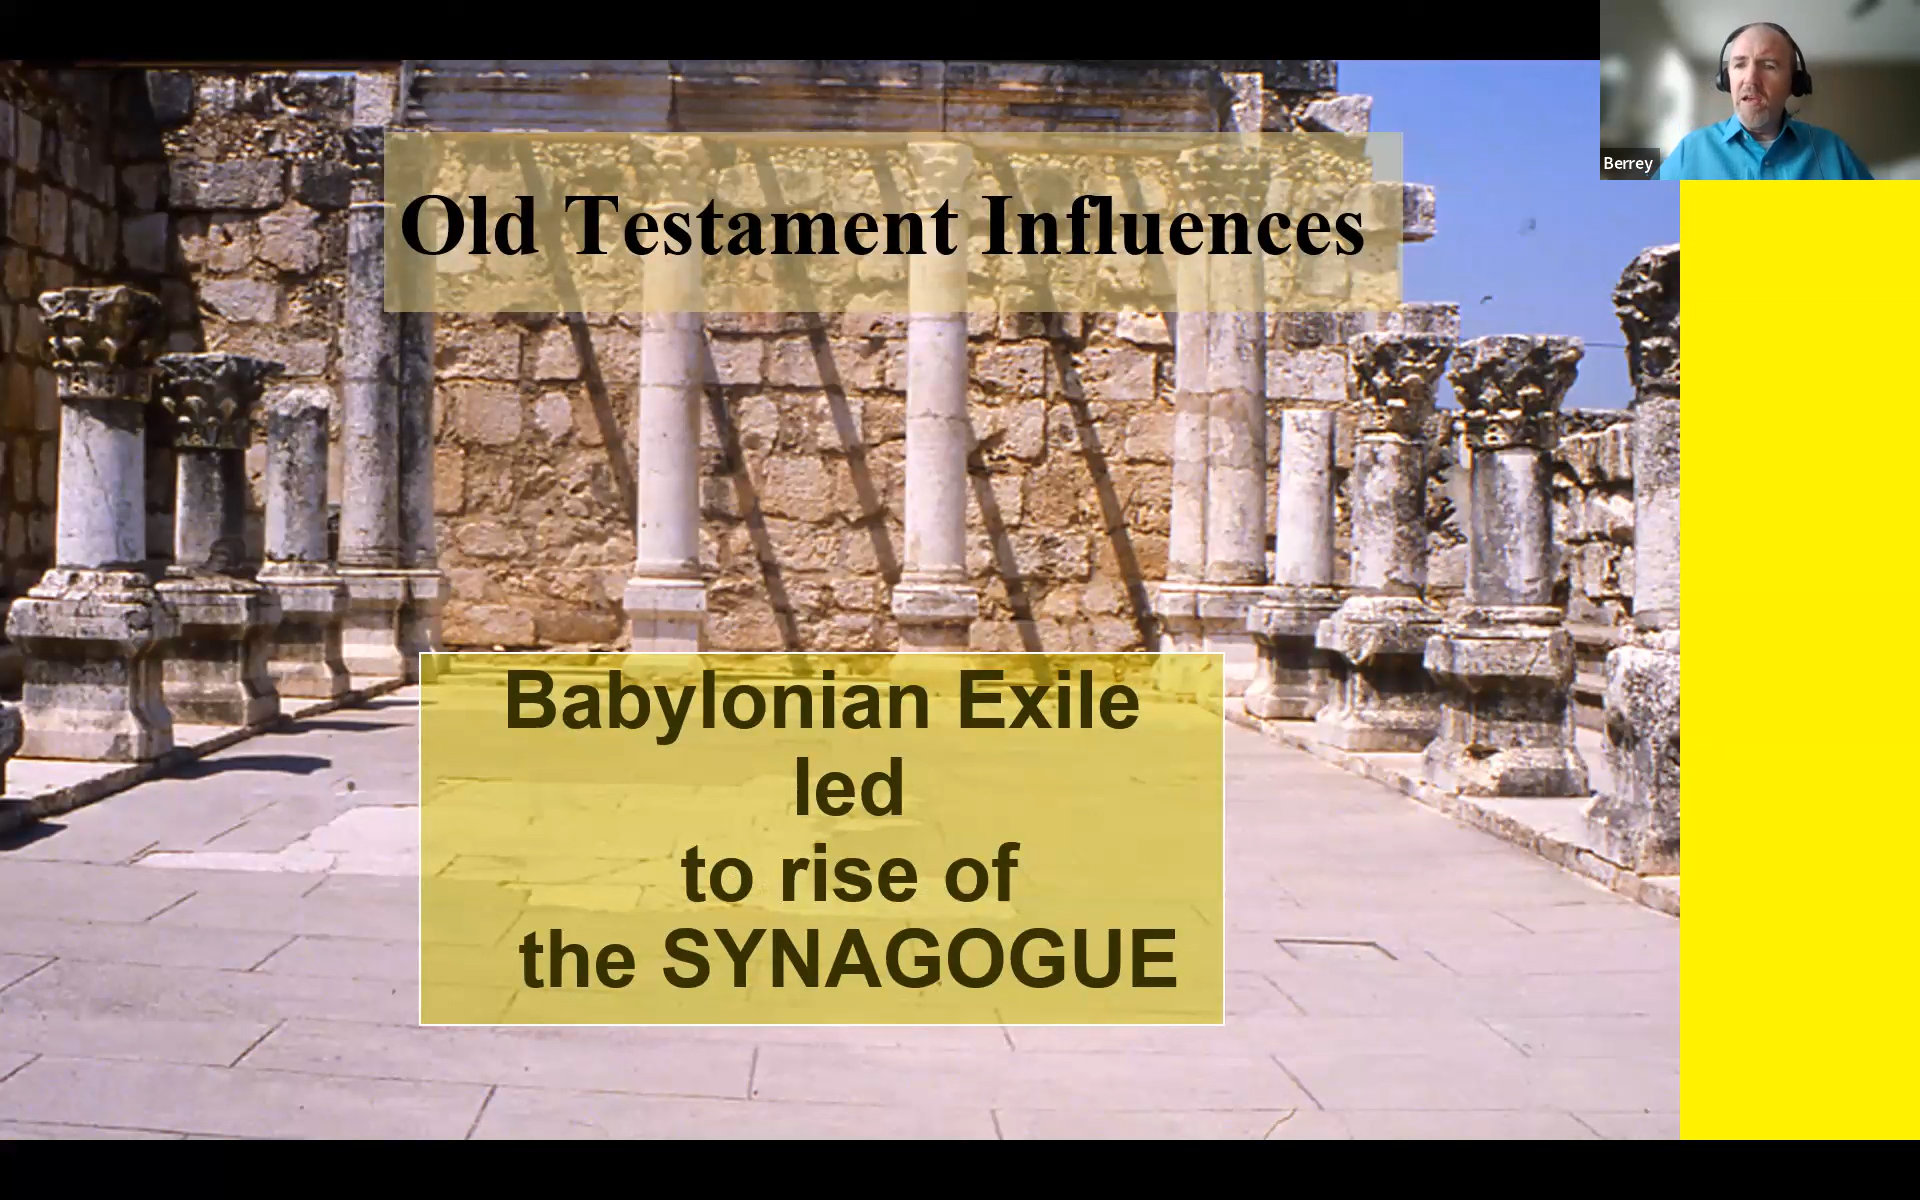 Old Testament Influences
Berrey
Babylonian Exile
led
to rise of
the SYNAGOGUE